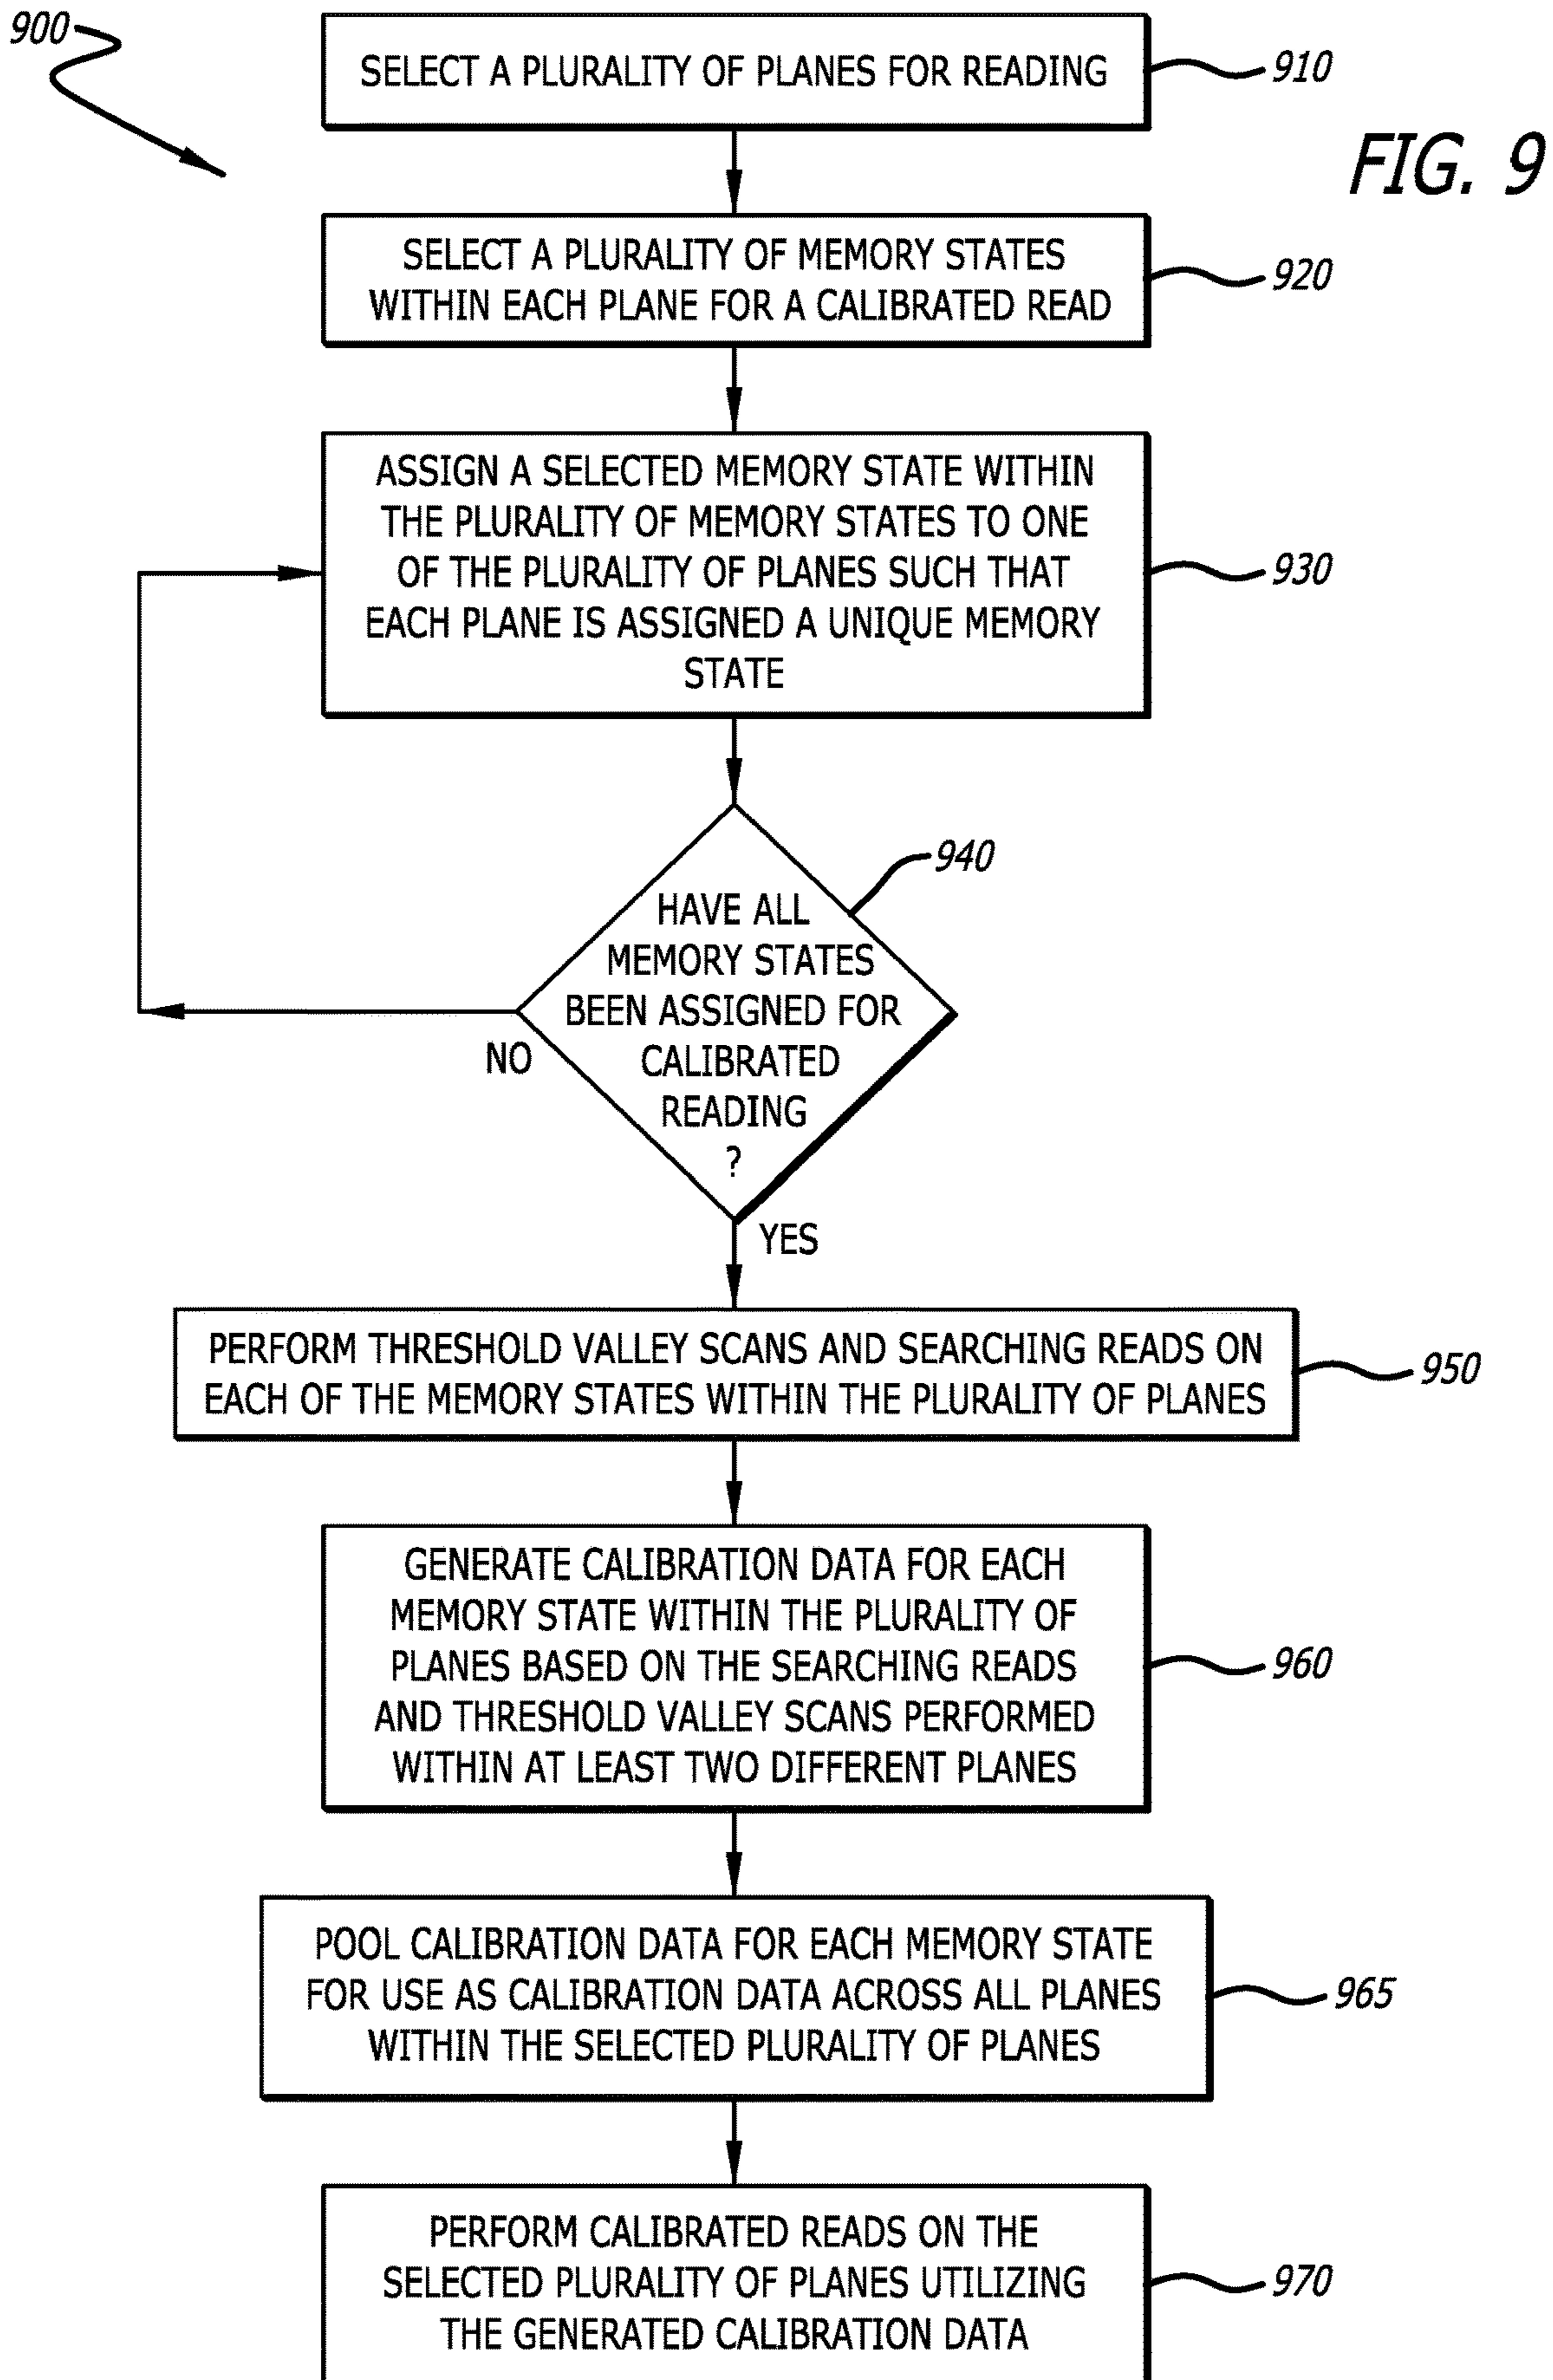 900
SELECT A PLURALITY OF PLANES FOR READING
910
FIG. 9
SELECT A PLURALITY OF MEMORY STATES
WITHIN EACH PLANE FOR A CALIBRATED READ
920
ASSIGN A SELECTED MEMORY STATE WITHIN
THE PLURALITY OF MEMORY STATES TO ONE
OF THE PLURALITY OF PLANES SUCH THAT
EACH PLANE IS ASSIGNED A UNIQUE MEMORY
STATE
930
940
HAVE ALL
MEMORY STATES
BEEN ASSIGNED FOR
CALIBRATED
READING
?
NO
YES
PERFORM THRESHOLD VALLEY SCANS AND SEARCHING READS ON
EACH OF THE MEMORY STATES WITHIN THE PLURALITY OF PLANES
950
GENERATE CALIBRATION DATA FOR EACH
MEMORY STATE WITHIN THE PLURALITY OF
PLANES BASED ON THE SEARCHING READS
AND THRESHOLD VALLEY SCANS PERFORMED
WITHIN AT LEAST TWO DIFFERENT PLANES
960
POOL CALIBRATION DATA FOR EACH MEMORY STATE
FOR USE AS CALIBRATION DATA ACROSS ALL PLANES
WITHIN THE SELECTED PLURALITY OF PLANES
965
PERFORM CALIBRATED READS ON THE
SELECTED PLURALITY OF PLANES UTILIZING
THE GENERATED CALIBRATION DATA
970